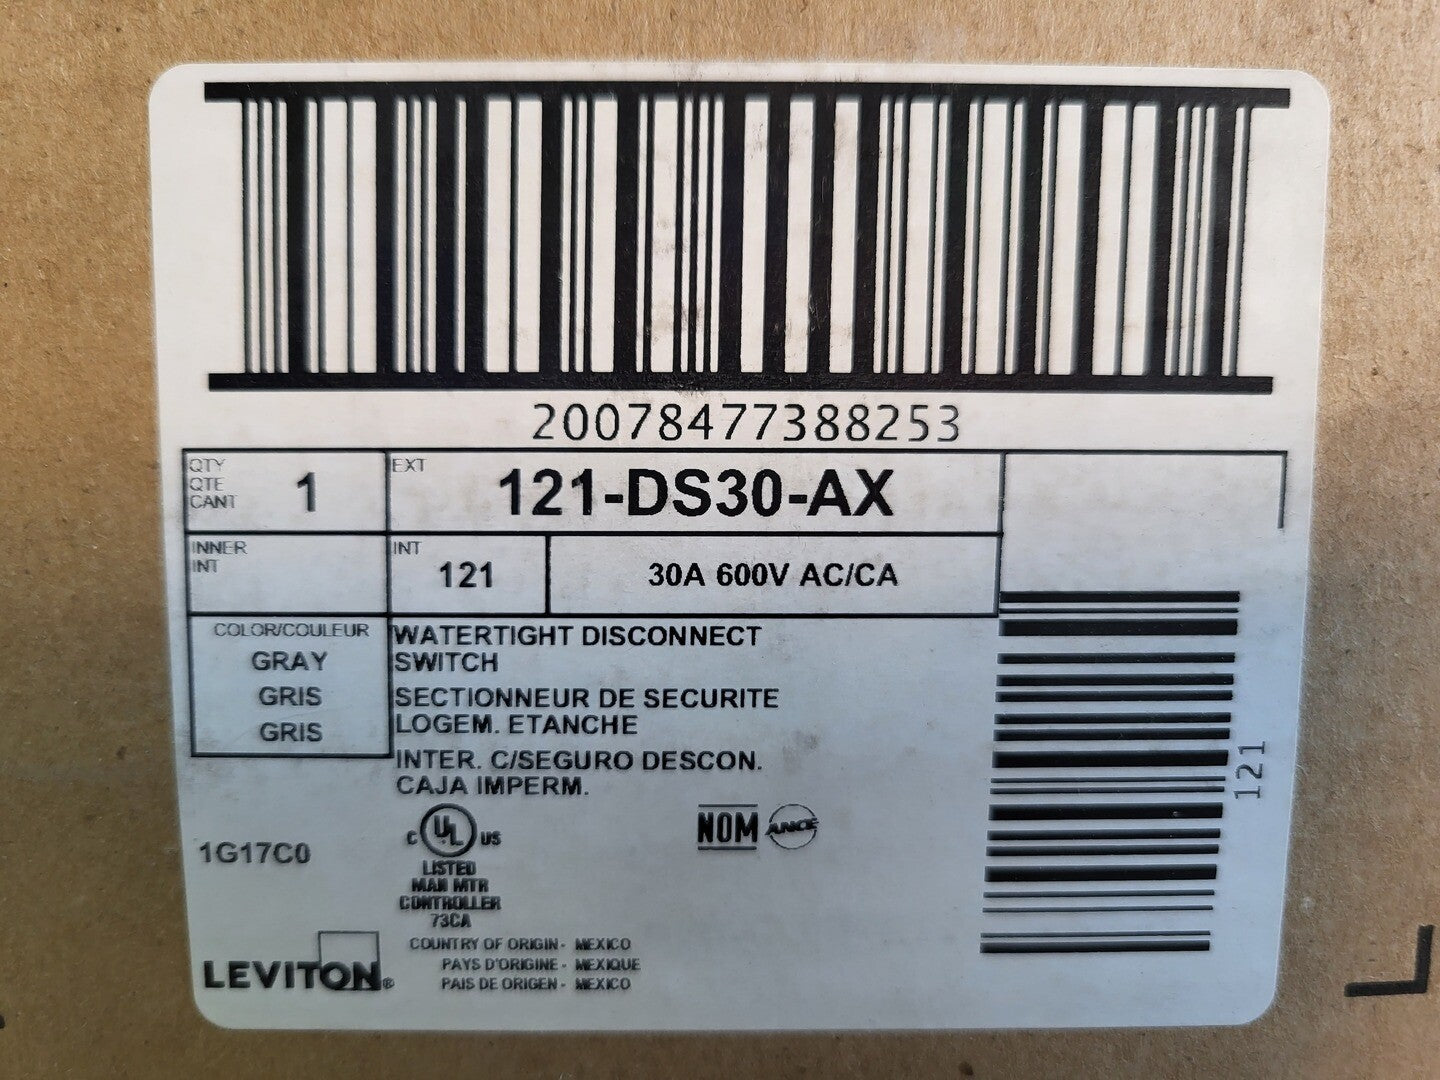 20078477388253
QTY
QTE
CANT
1
EXT
121-DS30-AX
INNER
INT
INT
121
30A 600V AC/CA
COLOR/COULEUR
GRAY
GRIS
GRIS
WATERTIGHT DISCONNECT
SWITCH
SECTIONNEUR DE SECURITE
LOGEM. ETANCHE
INTER. C/SEGURO DESCON.
CAJA IMPERM.
121
1G17C0
C UL US
LISTED
MAN MTR
CONTROLLER
73CA
NOM ANCE
COUNTRY OF ORIGIN - MEXICO
PAYS D'ORIGINE - MEXIQUE
PAIS DE ORIGEN - MEXICO
LEVITON®